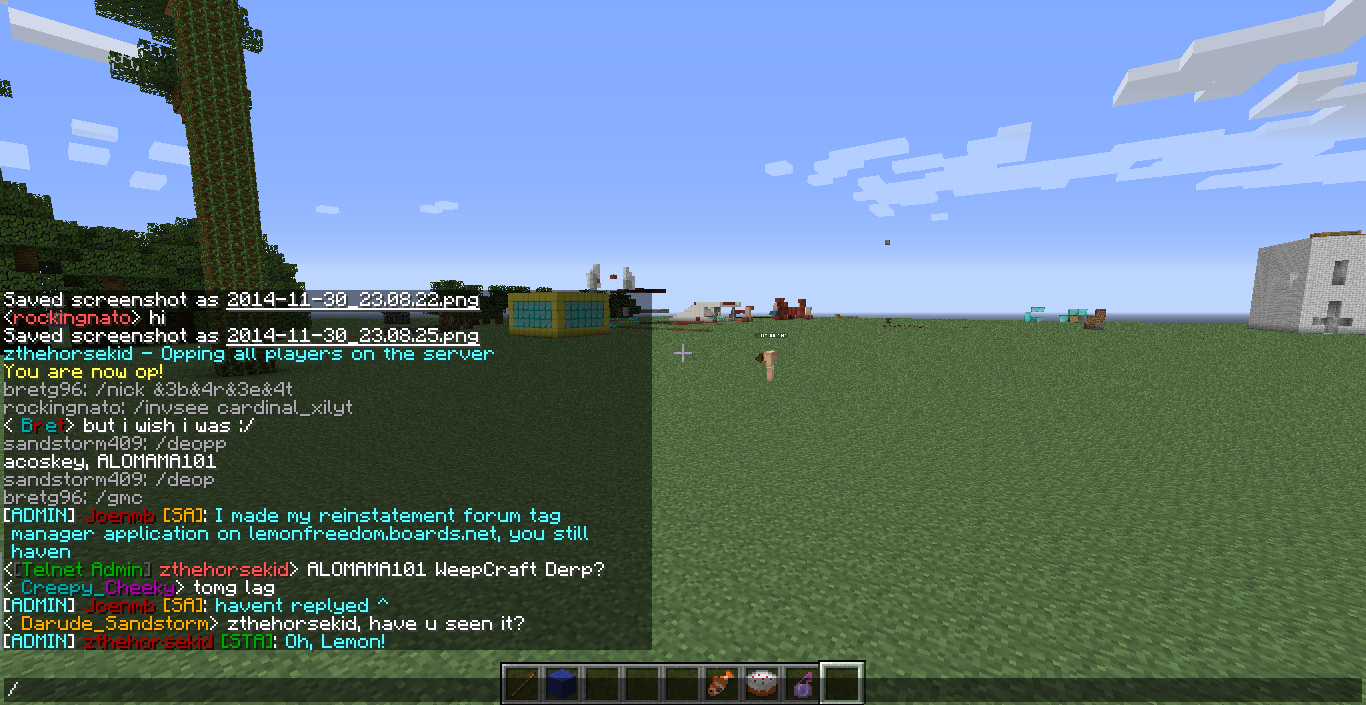 Saved screenshot as 2014-11-30_23.08.22.png
<rockingnato> hi
Saved screenshot as 2014-11-30_23.08.25.png
zthehorsekid - Opping all players on the server
You are now op!
bretg96: /nick &3b&4r&3e&4t
rockingnato: /invsee cardinal_xilyt
< Bret> but i wish i was :/
sandstorm409: /deopp
acoskey, ALOMAMA101
sandstorm409: /deop
bretg96: /gmc
[ADMIN] Joenmb [SA]: I made my reinstatement forum tag
manager application on lemonfreedom.boards.net, you still
haven
<[Telnet Admin] zthehorsekid> ALOMAMA101 WeepCraft Derp?
< Creepy_Cheeky> tomg lag
[ADMIN] Joenmb [SA]: havent replyed ^
< Darude_Sandstorm> zthehorsekid, have u seen it?
[ADMIN] zthehorsekid [STA]: Oh, Lemon!
/